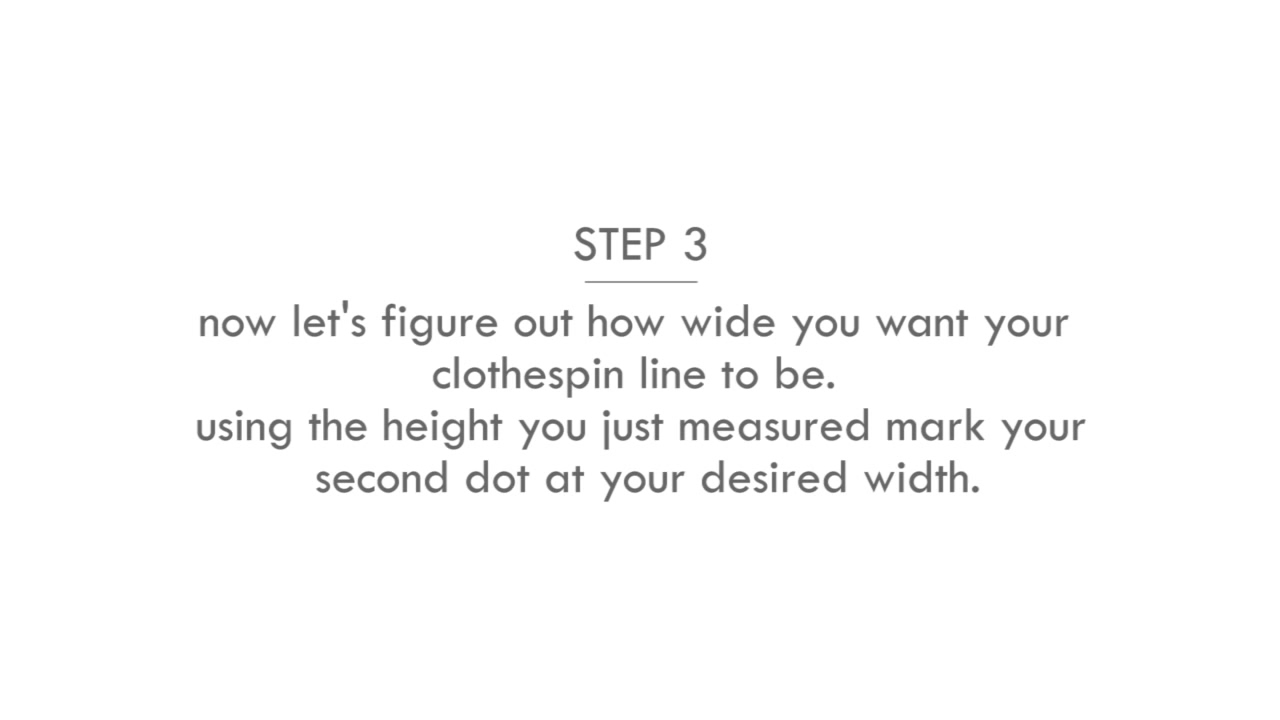 STEP 3
now let's figure out how wide you want your
clothespin line to be.
using the height you just measured mark your
second dot at your desired width.